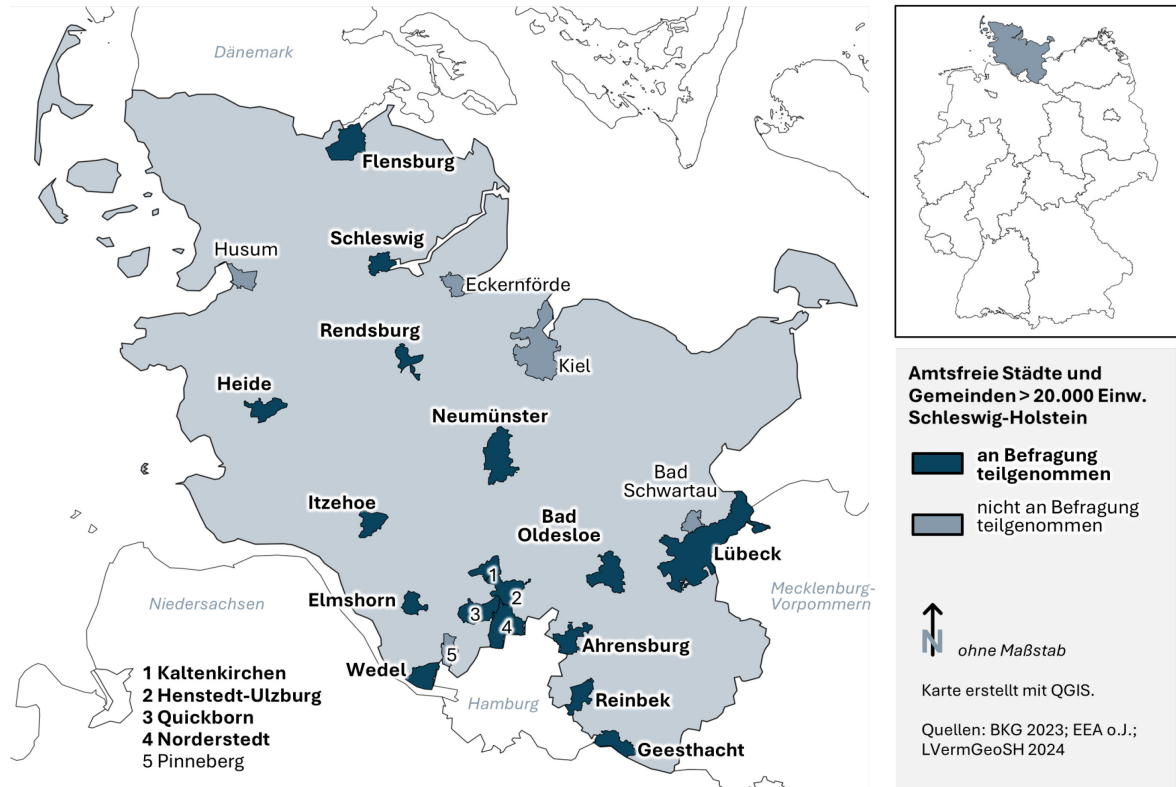 Dänemark
Flensburg
Schleswig
Husum
Eckernförde
Rendsburg
Kiel
Heide
Neumünster
Bad
Schwartau
Itzehoe
Bad
Oldesloe
Lübeck
1
2
3
4
5
Niedersachsen
Elmshorn
Mecklenburg-
Vorpommern
Ahrensburg
Wedel
Hamburg
Reinbek
Geesthacht
1 Kaltenkirchen
2 Henstedt-Ulzburg
3 Quickborn
4 Norderstedt
5 Pinneberg
Amtsfreie Städte und
Gemeinden > 20.000 Einw.
Schleswig-Holstein
an Befragung
teilgenommen
nicht an Befragung
teilgenommen
N
ohne Maßstab
Karte erstellt mit QGIS.
Quellen: BKG 2023; EEA o.J.;
LVermGeoSH 2024